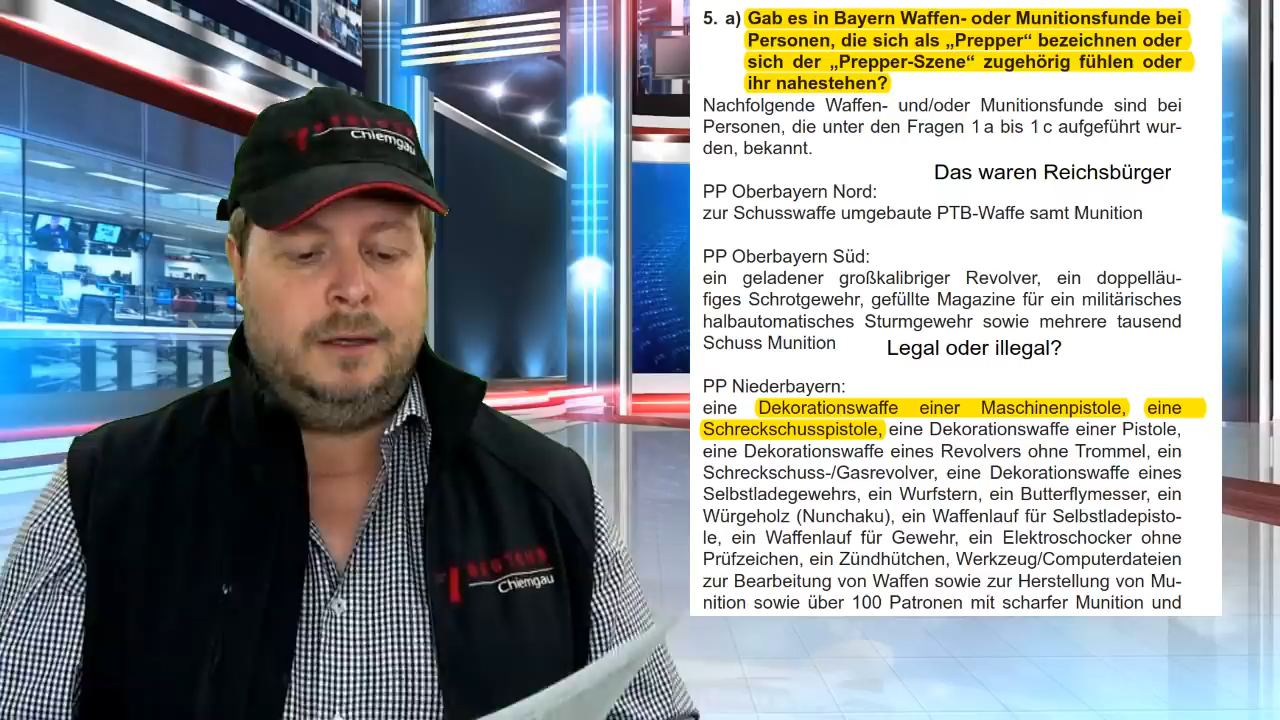 Chiemgau
Chiemgau
5. a) Gab es in Bayern Waffen- oder Munitionsfunde bei
Personen, die sich als „Prepper“ bezeichnen oder
sich der „Prepper-Szene“ zugehörig fühlen oder
ihr nahestehen?
Nachfolgende Waffen- und/oder Munitionsfunde sind bei
Personen, die unter den Fragen 1 a bis 1 c aufgeführt wur-
den, bekannt.
Das waren Reichsbürger
PP Oberbayern Nord:
zur Schusswaffe umgebaute PTB-Waffe samt Munition
PP Oberbayern Süd:
ein geladener großkalibriger Revolver, ein doppelläu-
figes Schrotgewehr, gefüllte Magazine für ein militärisches
halbautomatisches Sturmgewehr sowie mehrere tausend
Schuss Munition
Legal oder illegal?
PP Niederbayern:
eine Dekorationswaffe einer Maschinenpistole, eine
Schreckschusspistole, eine Dekorationswaffe einer Pistole,
eine Dekorationswaffe eines Revolvers ohne Trommel, ein
Schreckschuss-/Gasrevolver, eine Dekorationswaffe eines
Selbstladegewehrs, ein Wurfstern, ein Butterflymesser, ein
Würgeholz (Nunchaku), ein Waffenlauf für Selbstladepisto-
le, ein Waffenlauf für Gewehr, ein Elektroschocker ohne
Prüfzeichen, ein Zündhütchen, Werkzeug/Computerdateien
zur Bearbeitung von Waffen sowie zur Herstellung von Mu-
nition sowie über 100 Patronen mit scharfer Munition und